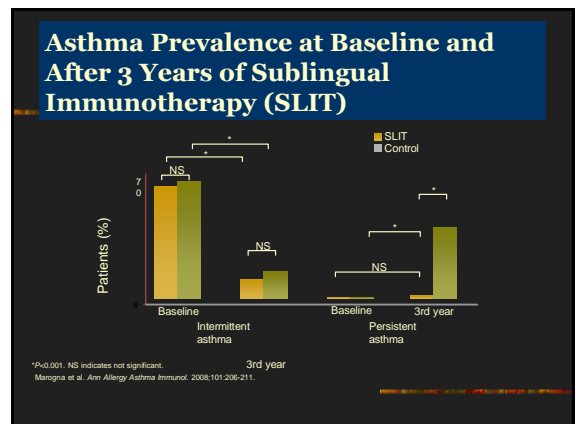 Asthma Prevalence at Baseline and
After 3 Years of Sublingual
Immunotherapy (SLIT)
SLIT
Control
*
*
NS
7
0
*
NS
*
NS
Patients (%)
0
Baseline
Baseline
3rd year
Intermittent
asthma
Persistent
asthma
3rd year
*P<0.001. NS indicates not significant.
Marogna et al. Ann Allergy Asthma Immunol. 2008;101:206-211.